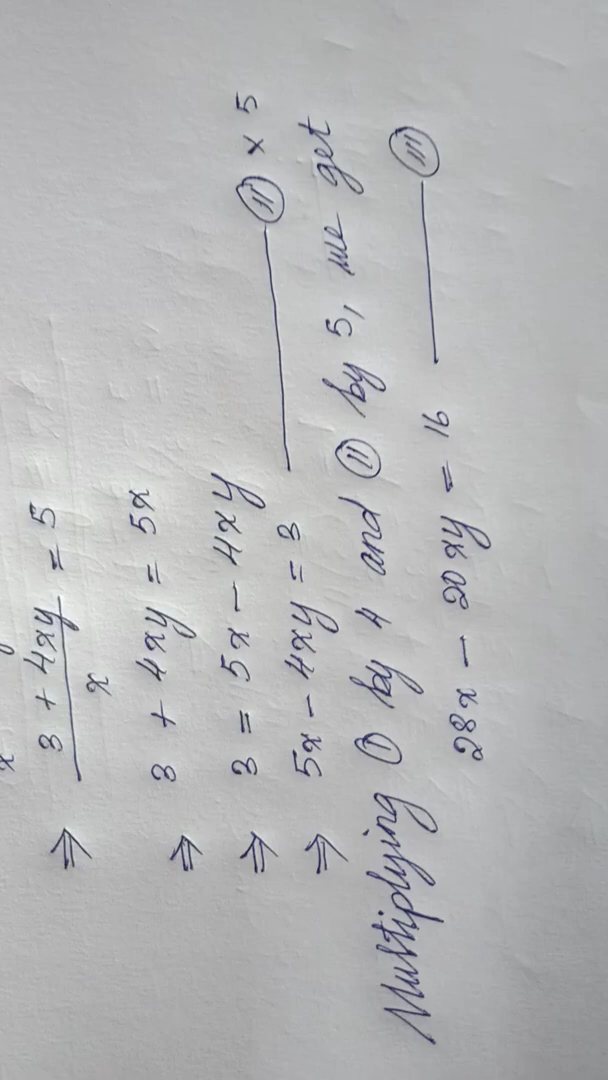 x
⇒ 3 + 4xy / x = 5
⇒ 3 + 4xy = 5x
⇒ 3 = 5x - 4xy
⇒ 5x - 4xy = 3 —— (II) × 5
Multiplying (I) by 4 and (II) by 5, we get
28x - 20xy = 16 —— (III)